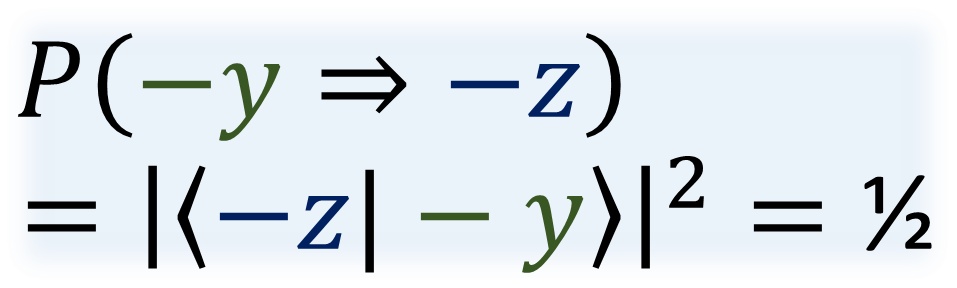 P(−y ⇒ −z)
= |⟨−z| − y⟩|² = ½